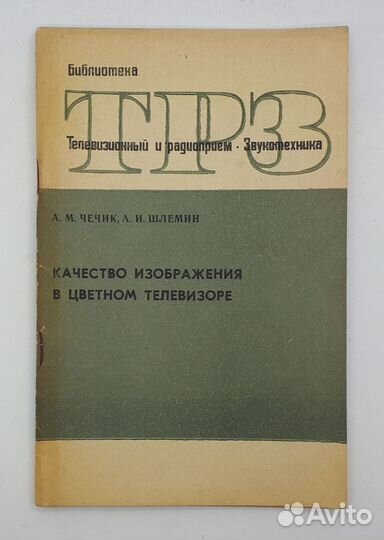 Библиотека
ТРЗ
Телевизионный и радиоприем · Звукотехника
А. М. ЧЕЧИК, А. И. ШЛЕМИН
КАЧЕСТВО ИЗОБРАЖЕНИЯ
В ЦВЕТНОМ ТЕЛЕВИЗОРЕ
Avito